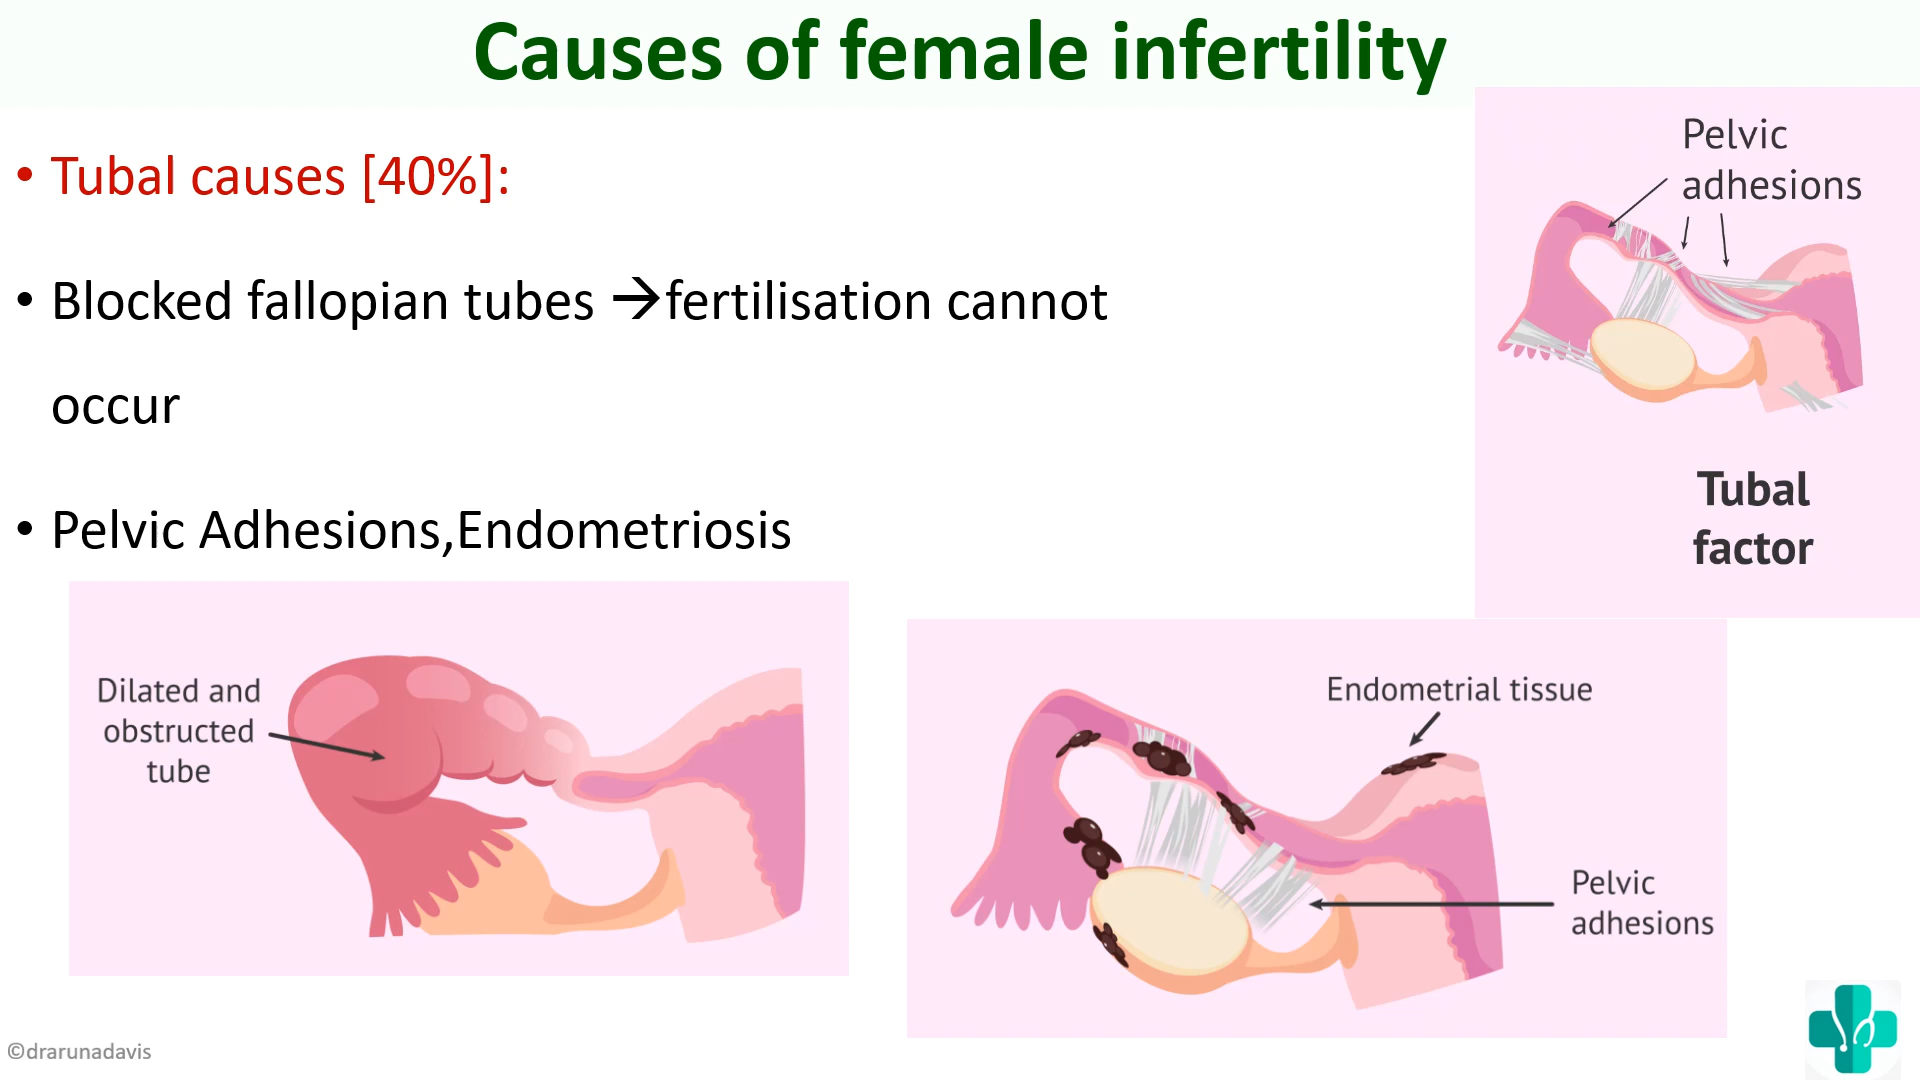 Causes of female infertility
• Tubal causes [40%]:
• Blocked fallopian tubes →fertilisation cannot
occur
• Pelvic Adhesions,Endometriosis
Pelvic
adhesions
Tubal
factor
Dilated and
obstructed
tube
Endometrial tissue
Pelvic
adhesions
©drarunadavis